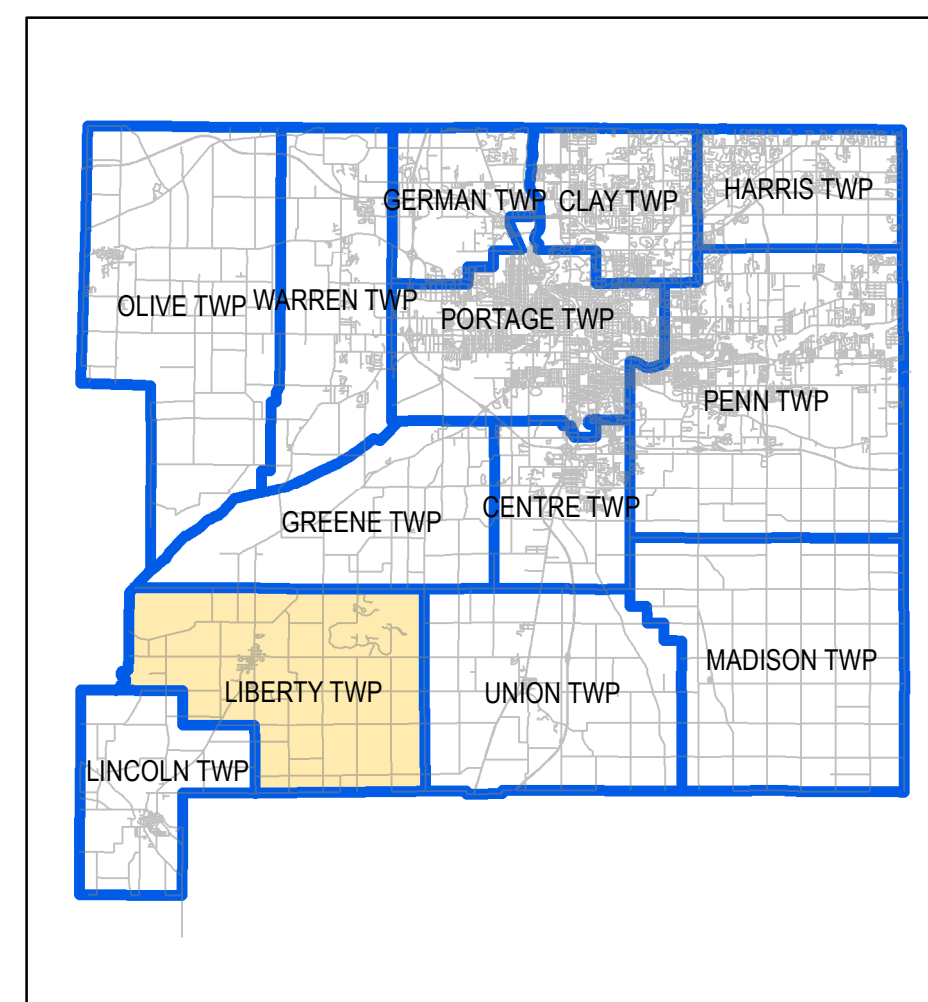 HARRIS TWP
GERMAN TWP
CLAY TWP
OLIVE TWP
WARREN TWP
PORTAGE TWP
PENN TWP
CENTRE TWP
GREENE TWP
MADISON TWP
LIBERTY TWP
UNION TWP
LINCOLN TWP